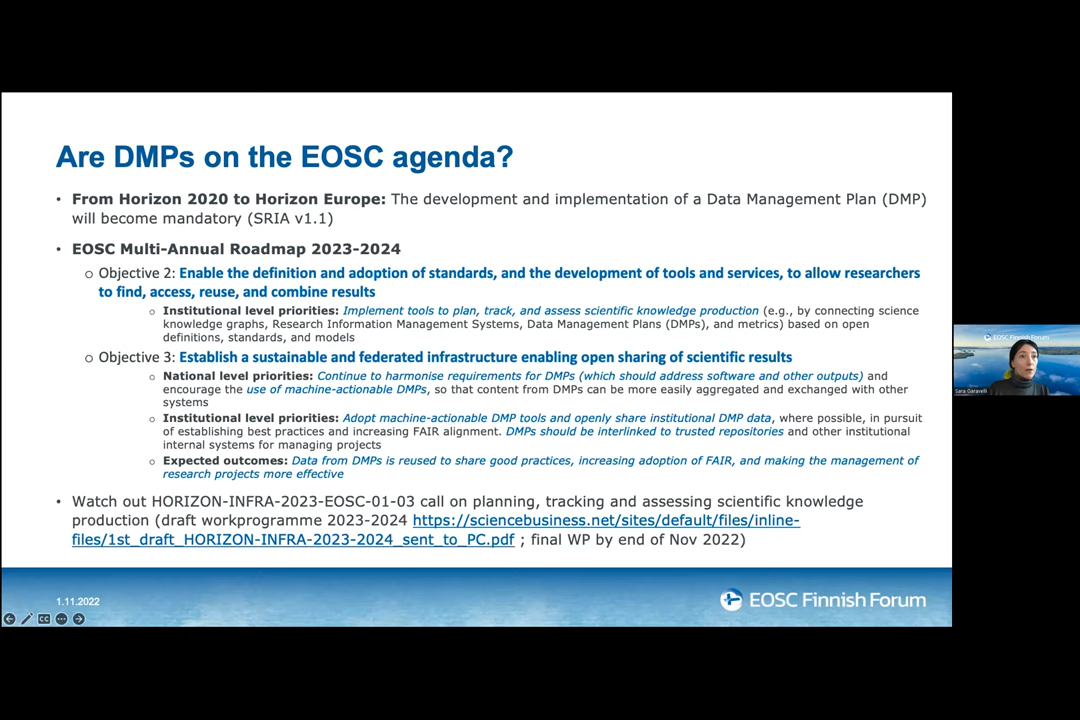 Are DMPs on the EOSC agenda?
• From Horizon 2020 to Horizon Europe: The development and implementation of a Data Management Plan (DMP)
will become mandatory (SRIA v1.1)
• EOSC Multi-Annual Roadmap 2023-2024
o Objective 2: Enable the definition and adoption of standards, and the development of tools and services, to allow researchers
to find, access, reuse, and combine results
o Institutional level priorities: Implement tools to plan, track, and assess scientific knowledge production (e.g., by connecting science
knowledge graphs, Research Information Management Systems, Data Management Plans (DMPs), and metrics) based on open
definitions, standards, and models
o Objective 3: Establish a sustainable and federated infrastructure enabling open sharing of scientific results
o National level priorities: Continue to harmonise requirements for DMPs (which should address software and other outputs) and
encourage the use of machine-actionable DMPs, so that content from DMPs can be more easily aggregated and exchanged with other
systems
o Institutional level priorities: Adopt machine-actionable DMP tools and openly share institutional DMP data, where possible, in pursuit
of establishing best practices and increasing FAIR alignment. DMPs should be interlinked to trusted repositories and other institutional
internal systems for managing projects
o Expected outcomes: Data from DMPs is reused to share good practices, increasing adoption of FAIR, and making the management of
research projects more effective
• Watch out HORIZON-INFRA-2023-EOSC-01-03 call on planning, tracking and assessing scientific knowledge
production (draft workprogramme 2023-2024 https://sciencebusiness.net/sites/default/files/inline-
files/1st_draft_HORIZON-INFRA-2023-2024_sent_to_PC.pdf ; final WP by end of Nov 2022)
1.11.2022
EOSC Finnish Forum
CC
EOSC Finnish Forum
Sara Garavelli